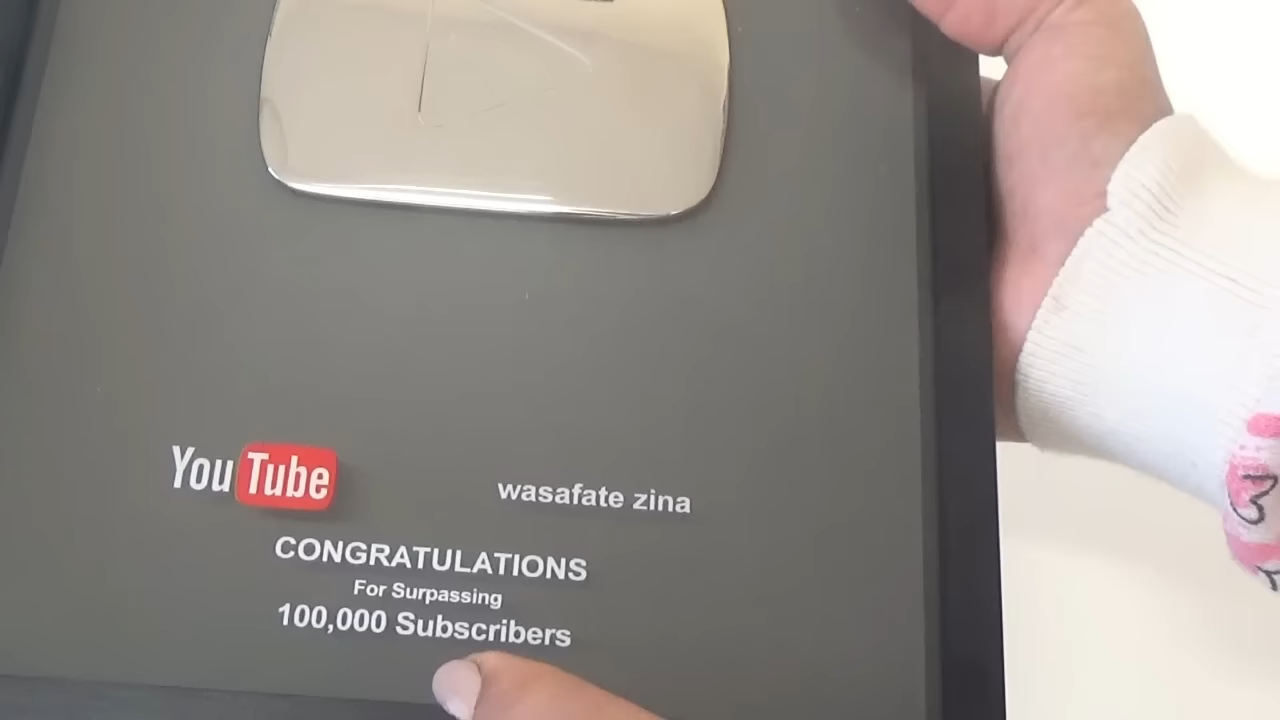 YouTube
wasafate zina
CONGRATULATIONS
For Surpassing
100,000 Subscribers